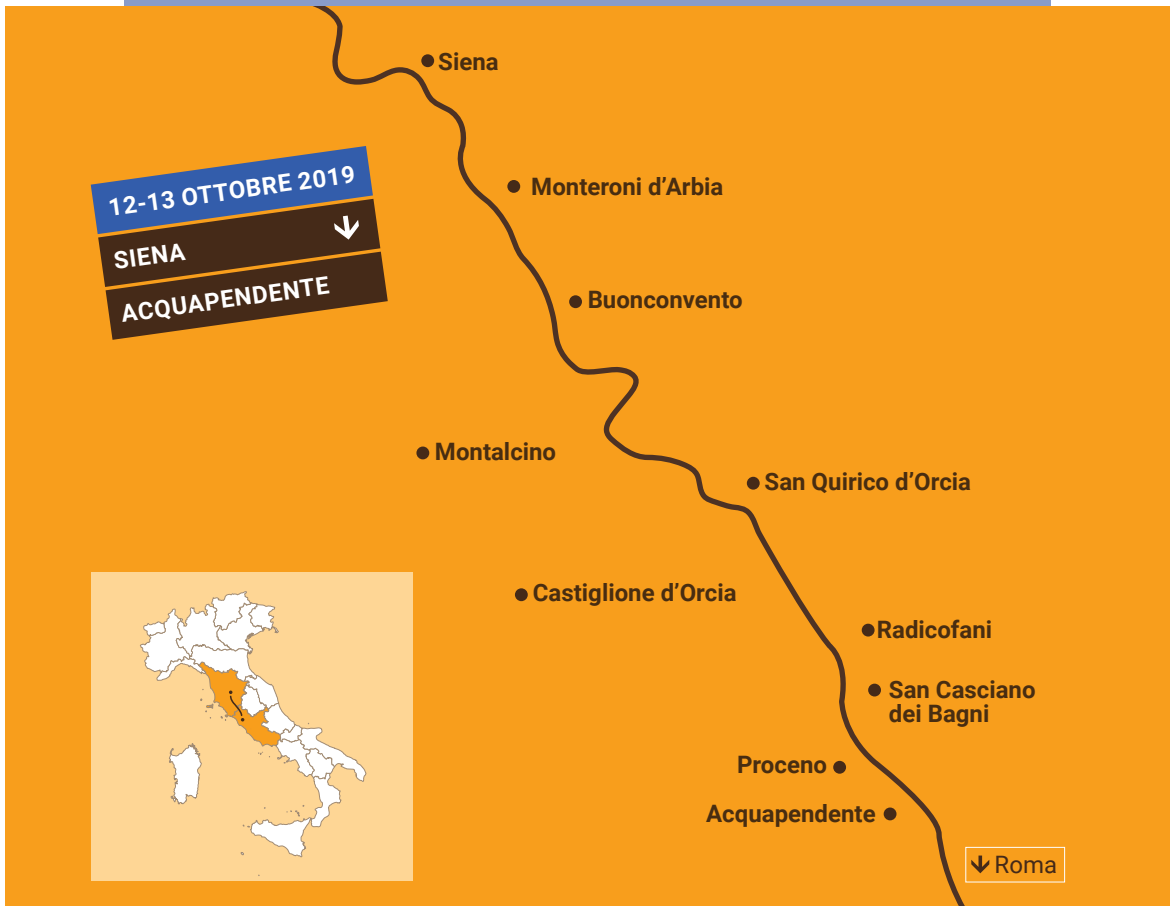 Siena
12-13 OTTOBRE 2019
SIENA
ACQUAPENDENTE
Monteroni d’Arbia
Buonconvento
Montalcino
San Quirico d’Orcia
Castiglione d’Orcia
Radicofani
San Casciano
dei Bagni
Proceno
Acquapendente
Roma